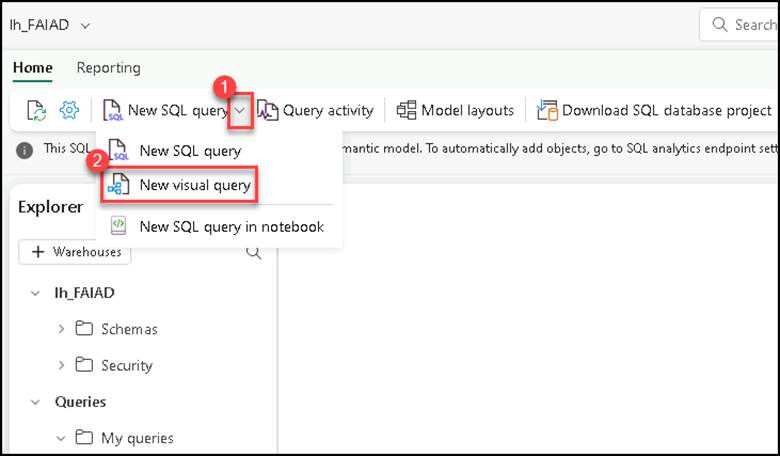 lh_FAIAD
Search
Home Reporting
1
SQL New SQL query Query activity Model layouts Download SQL database project
This SQL mantic model. To automatically add objects, go to SQL analytics endpoint sett
SQL New SQL query
2
New visual query
New SQL query in notebook
Explorer
+ Warehouses
lh_FAIAD
Schemas
Security
Queries
My queries